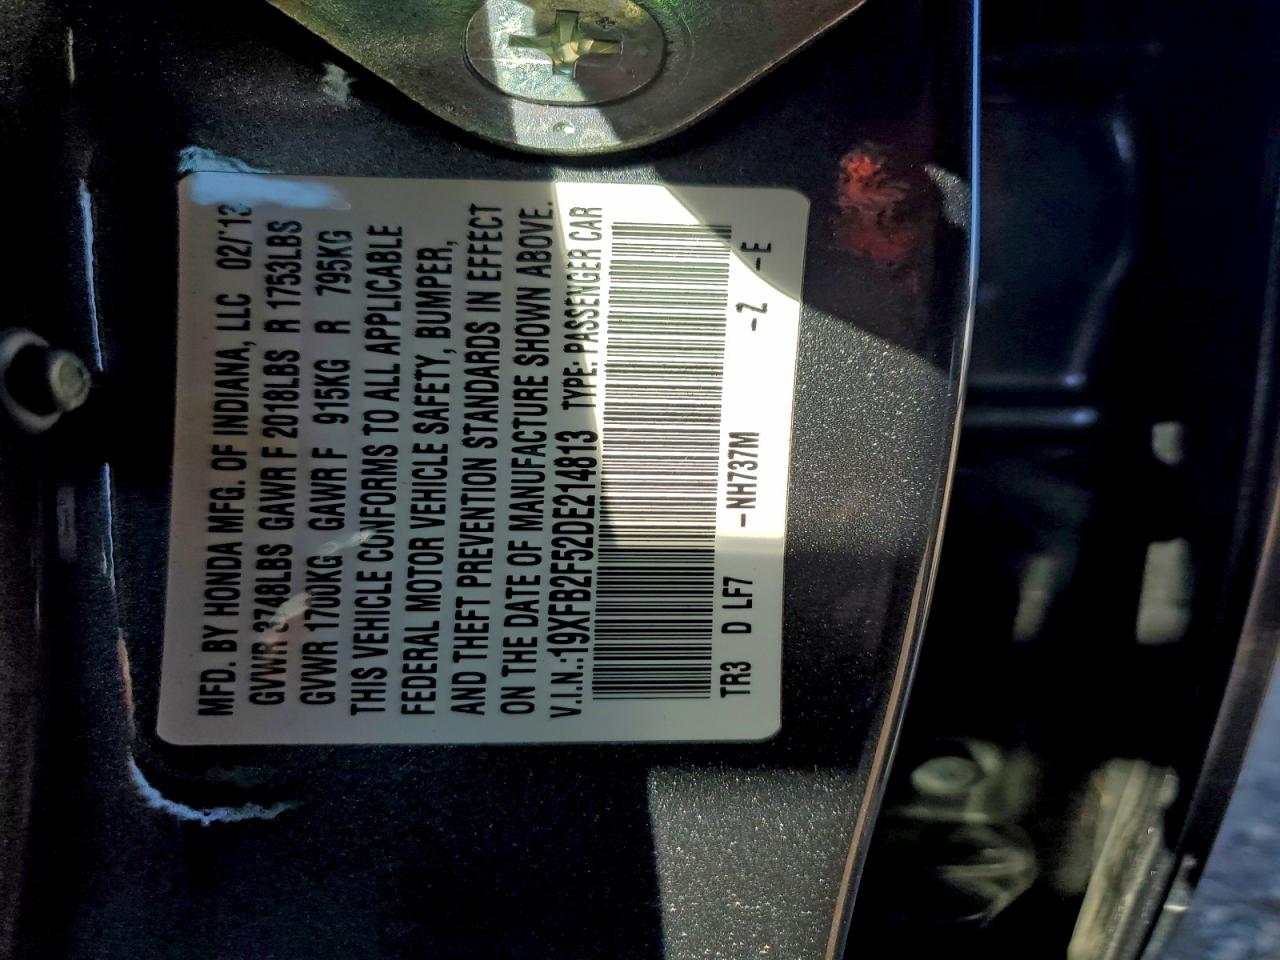 MFD. BY HONDA MFG. OF INDIANA, LLC 02/13
GVWR 3748LBS GAWR F 2018LBS R 1753LBS
GVWR 1700KG GAWR F 915KG R 795KG
THIS VEHICLE CONFORMS TO ALL APPLICABLE
FEDERAL MOTOR VEHICLE SAFETY, BUMPER,
AND THEFT PREVENTION STANDARDS IN EFFECT
ON THE DATE OF MANUFACTURE SHOWN ABOVE.
V.I.N.:19XFB2F52DE214813 TYPE: PASSENGER CAR
TR3 D LF7 -NH737M -Z -E